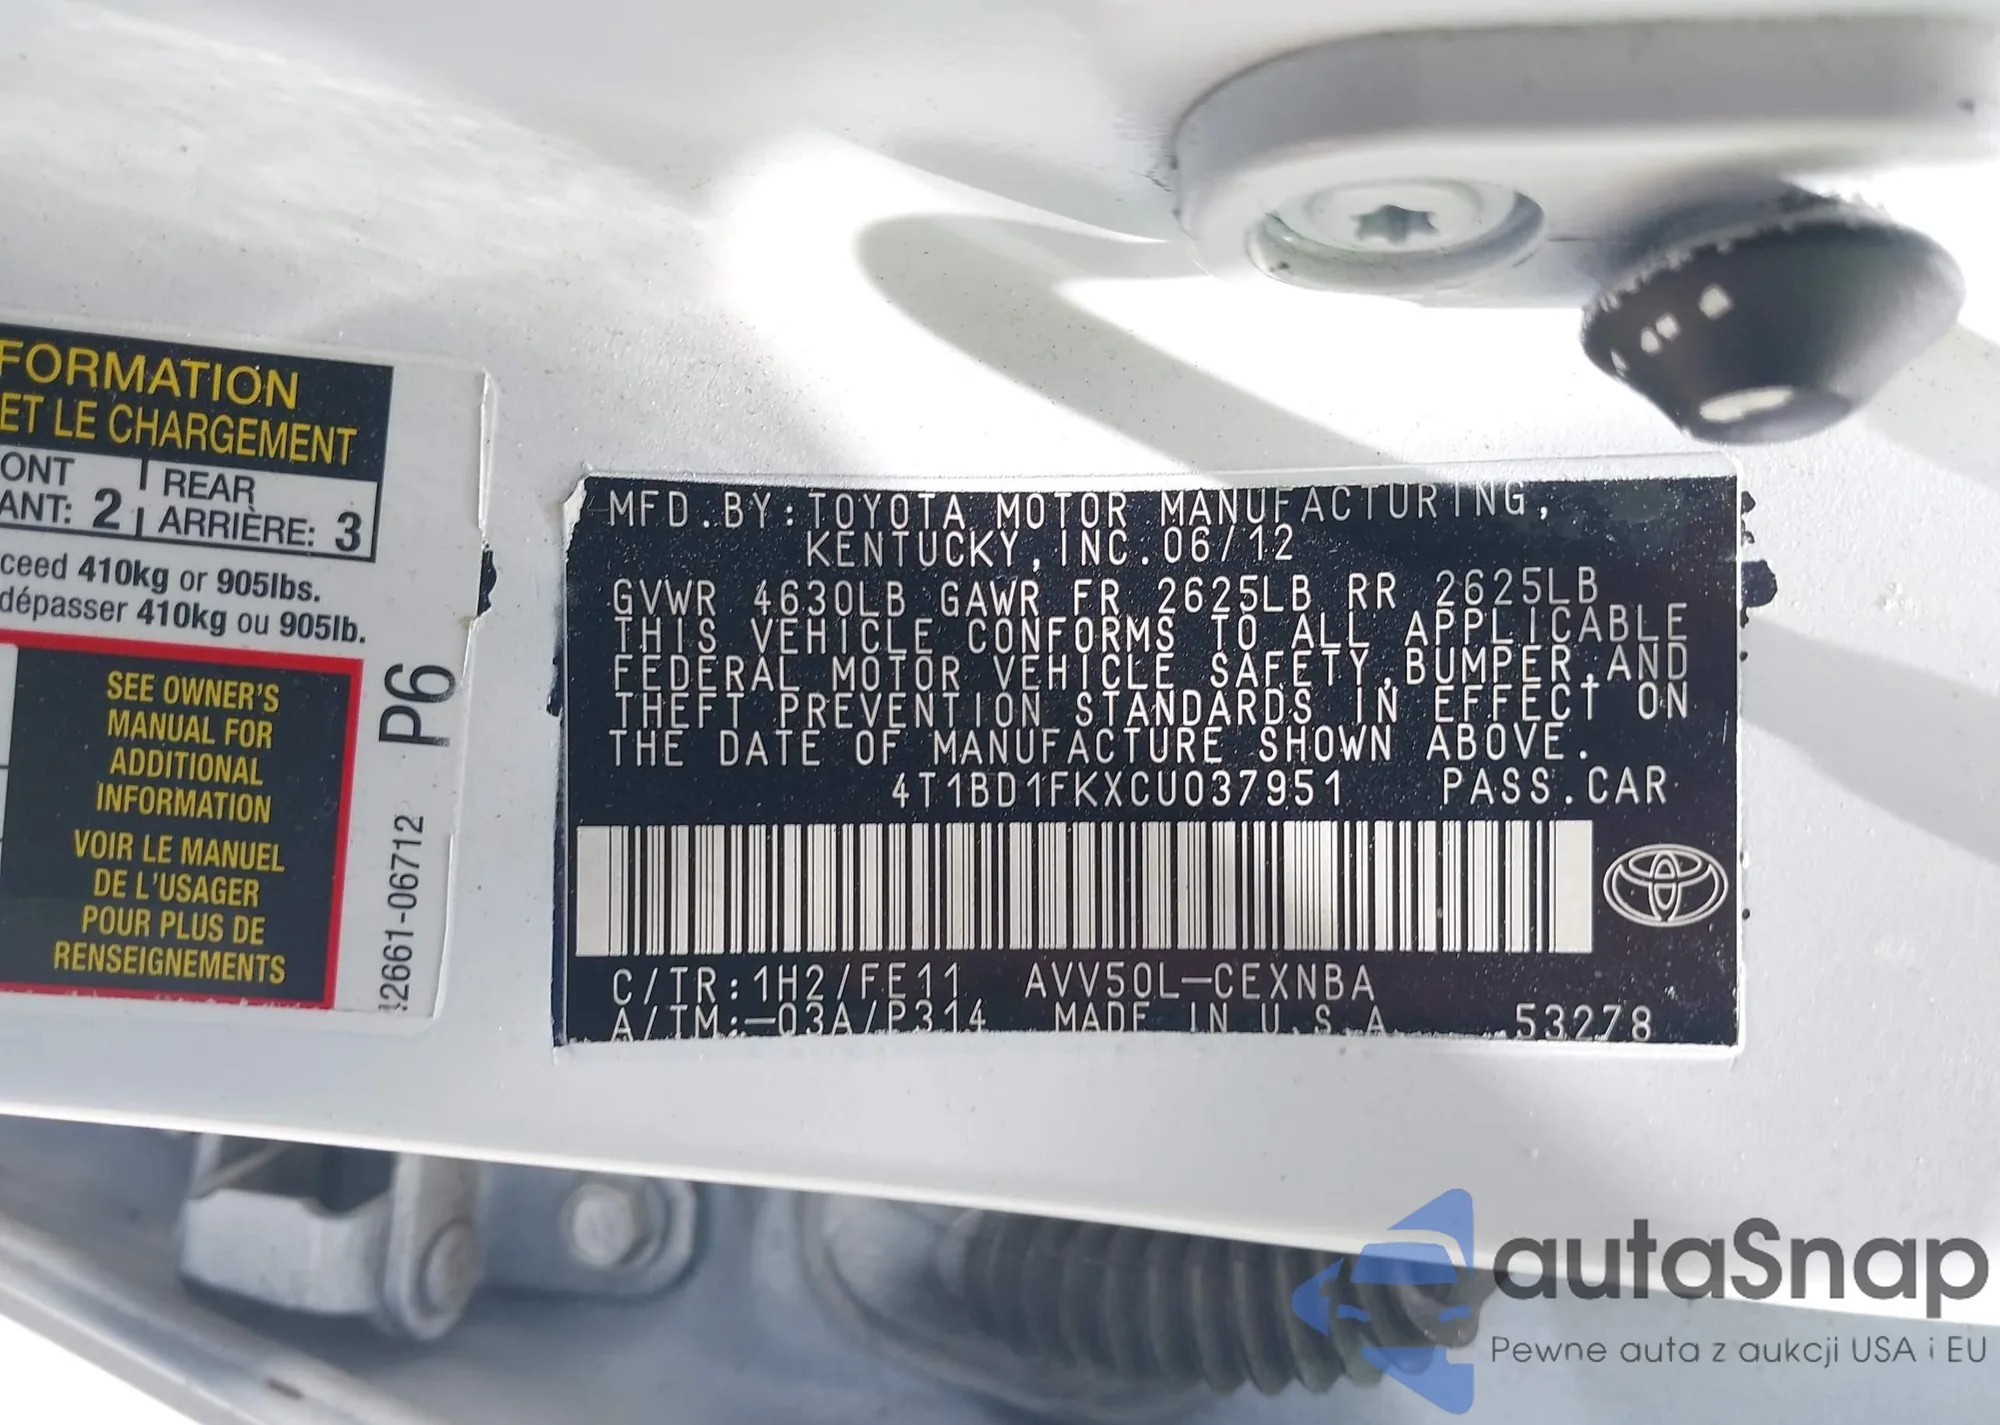 FORMATION
ET LE CHARGEMENT
ONT
ANT: 2
REAR
ARRIÈRE: 3
ceed 410kg or 905lbs.
dépasser 410kg ou 905lb.
SEE OWNER'S
MANUAL FOR
ADDITIONAL
INFORMATION
VOIR LE MANUEL
DE L'USAGER
POUR PLUS DE
RENSEIGNEMENTS
P6
42661-06712
MFD.BY:TOYOTA MOTOR MANUFACTURING,
KENTUCKY,INC.06/12
GVWR 4630LB GAWR FR 2625LB RR 2625LB
THIS VEHICLE CONFORMS TO ALL APPLICABLE
FEDERAL MOTOR VEHICLE SAFETY,BUMPER,AND
THEFT PREVENTION STANDARDS IN EFFECT ON
THE DATE OF MANUFACTURE SHOWN ABOVE.
4T1BD1FKXCU037951 PASS.CAR
C/TR:1H2/FE11 AVV50L-CEXNBA
A/TM:-03A/P314 MADE IN U.S.A 53278
autaSnap
Pewne auta z aukcji USA i EU